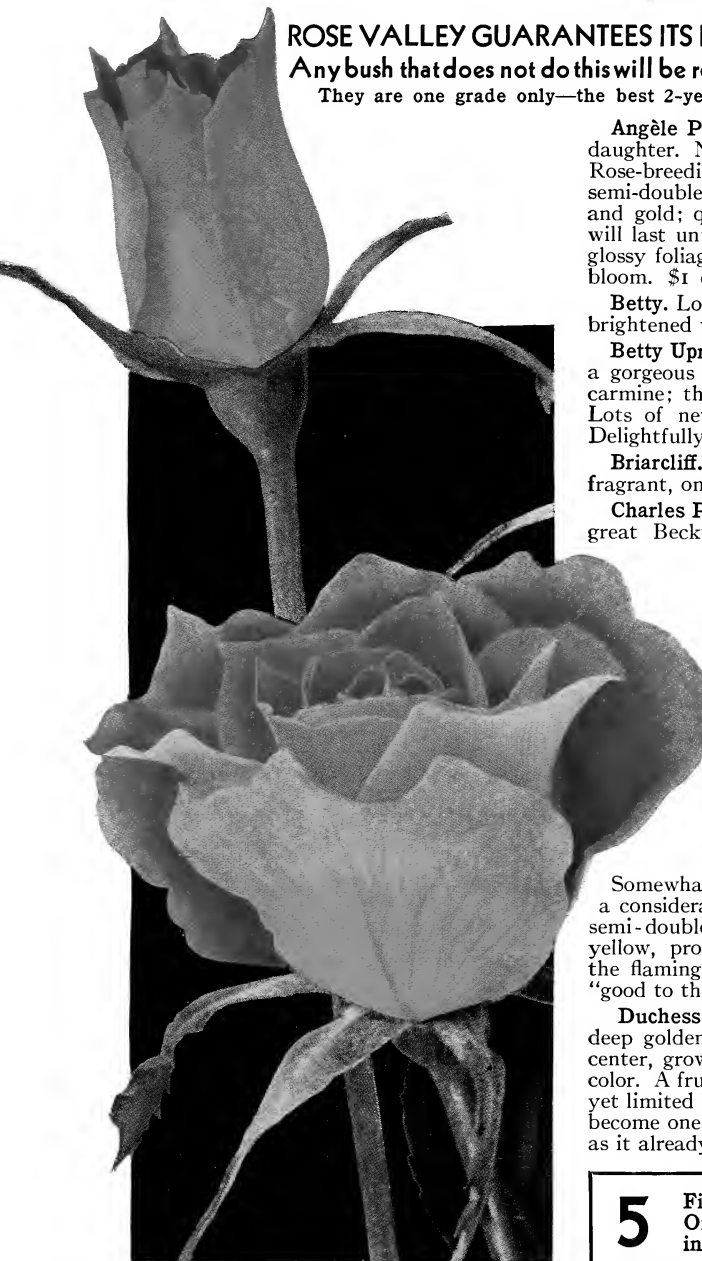 ROSE VALLEY GUARANTEES ITS
Any bush that does not do this will be r
They are one grade only—the best 2-ye
Angèle P
daughter. N
Rose-breedi
semi-double
and gold; q
will last un
glossy foliag
bloom. $1
Betty. Lo
brightened
Betty Upr
a gorgeous
carmine; th
Lots of ne
Delightfully
Briarcliff.
fragrant, on
Charles P
great Beck
Somewha
a considera
semi-double
yellow, pro
the flaming
"good to th
Duchess
deep golden
center, grow
color. A fru
yet limited
become one
as it already
5
Fi
O
in